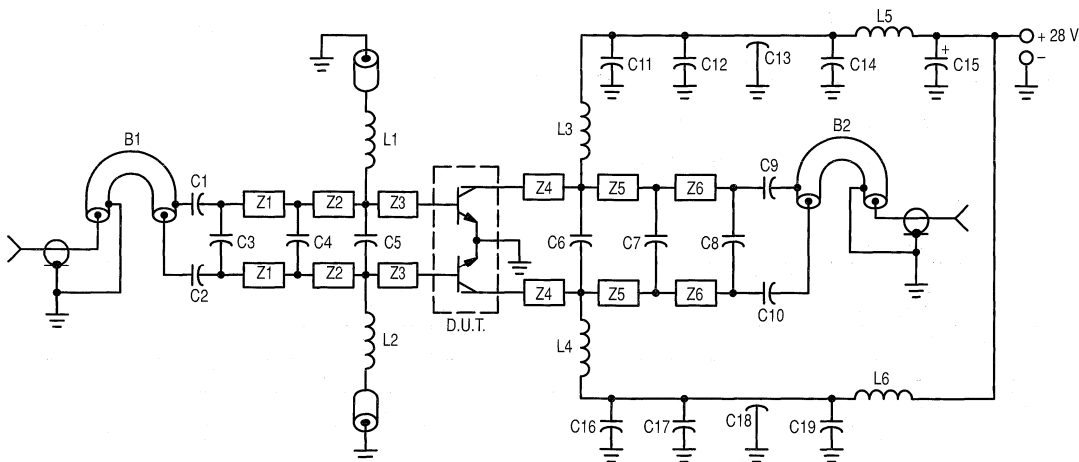 L5
+ 28 V
+
−
C11
C12
C13
C14
C15
L1
L3
B1
B2
C1
C9
Z1
Z2
Z3
Z4
Z5
Z6
C3
C4
C5
C6
C7
C8
Z1
Z2
Z3
Z4
Z5
Z6
C2
C10
D.U.T.
L2
L4
L6
C16
C17
C18
C19